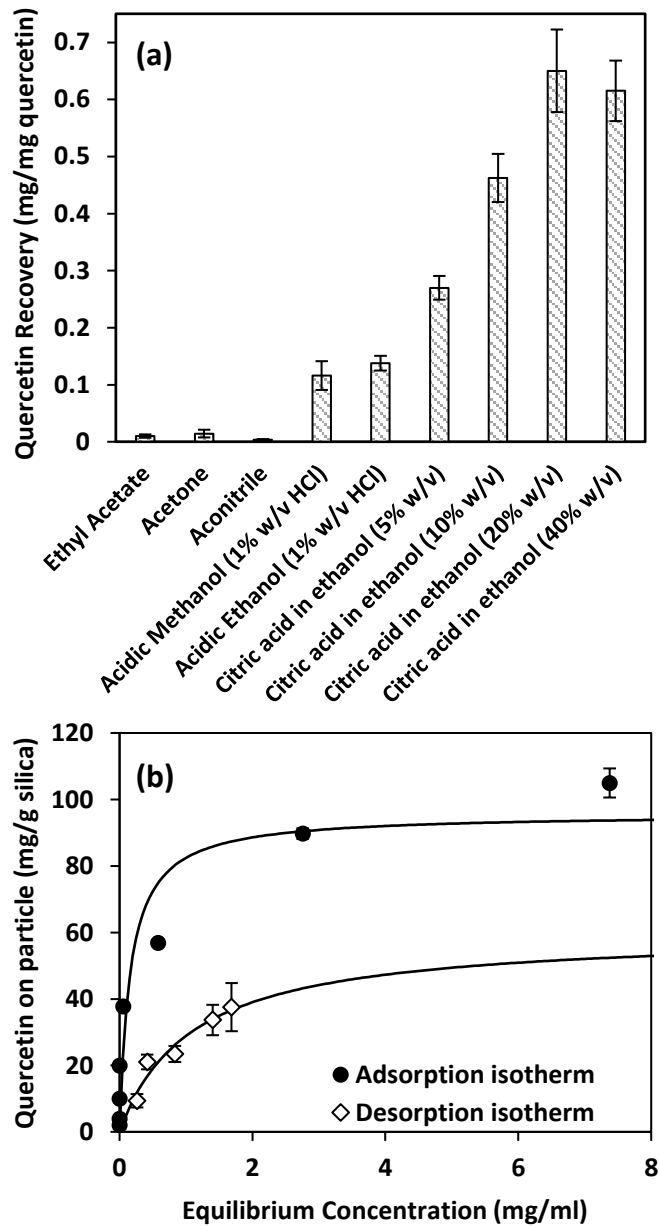 (a)
Quercetin Recovery (mg/mg quercetin)
0.7
0.6
0.5
0.4
0.3
0.2
0.1
0
Ethyl Acetate
Acetone
Aconitrile
Acidic Methanol (1% w/v HCl)
Acidic Ethanol (1% w/v HCl)
Citric acid in ethanol (5% w/v)
Citric acid in ethanol (10% w/v)
Citric acid in ethanol (20% w/v)
Citric acid in ethanol (40% w/v)
(b)
Quercetin on particle (mg/g silica)
120
100
80
60
40
20
0
Adsorption isotherm
Desorption isotherm
0 2 4 6 8
Equilibrium Concentration (mg/ml)